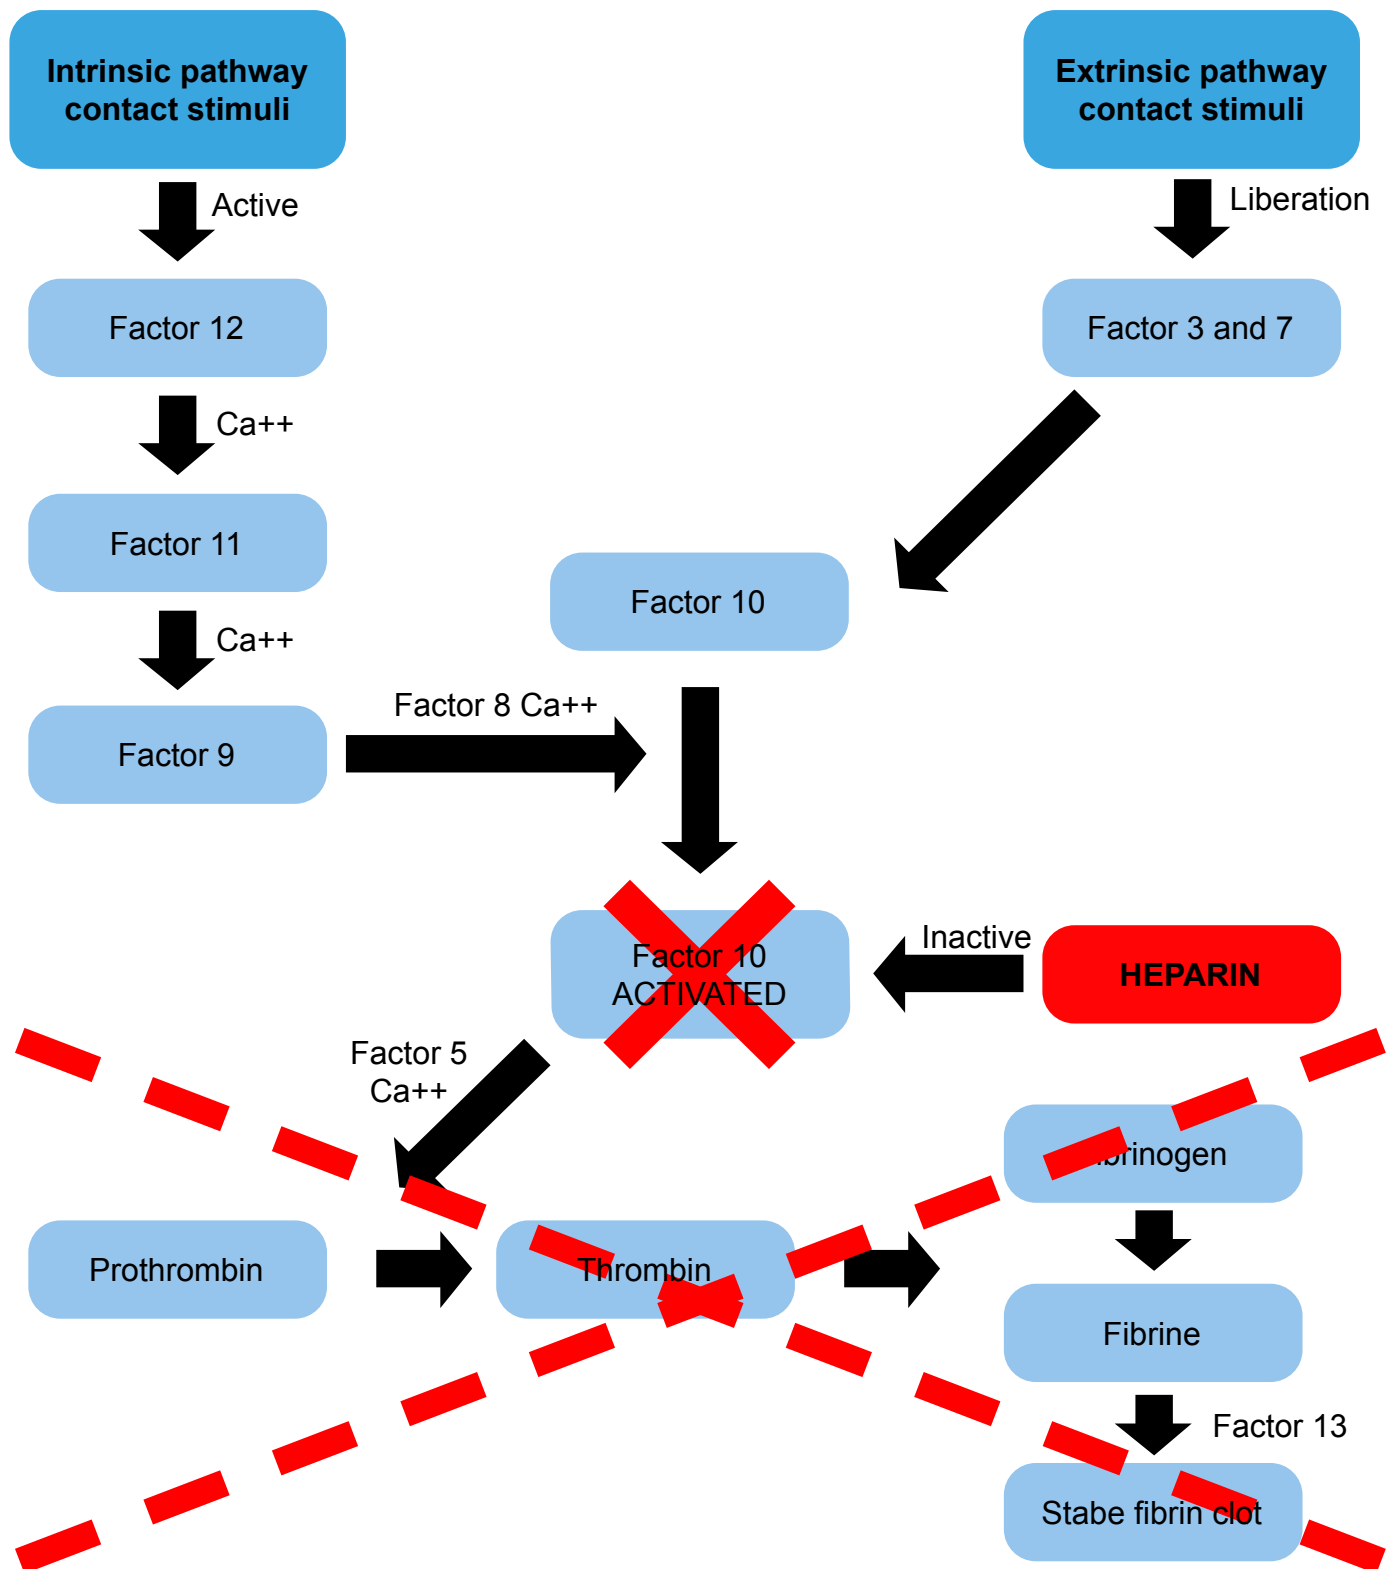 Intrinsic pathway
contact stimuli
Extrinsic pathway
contact stimuli
Active
Liberation
Factor 12
Factor 3 and 7
Ca++
Factor 11
Factor 10
Ca++
Factor 8 Ca++
Factor 9
Inactive
Factor 10
ACTIVATED
HEPARIN
Factor 5
Ca++
Fibrinogen
Prothrombin
Thrombin
Fibrine
Factor 13
Stabe fibrin clot